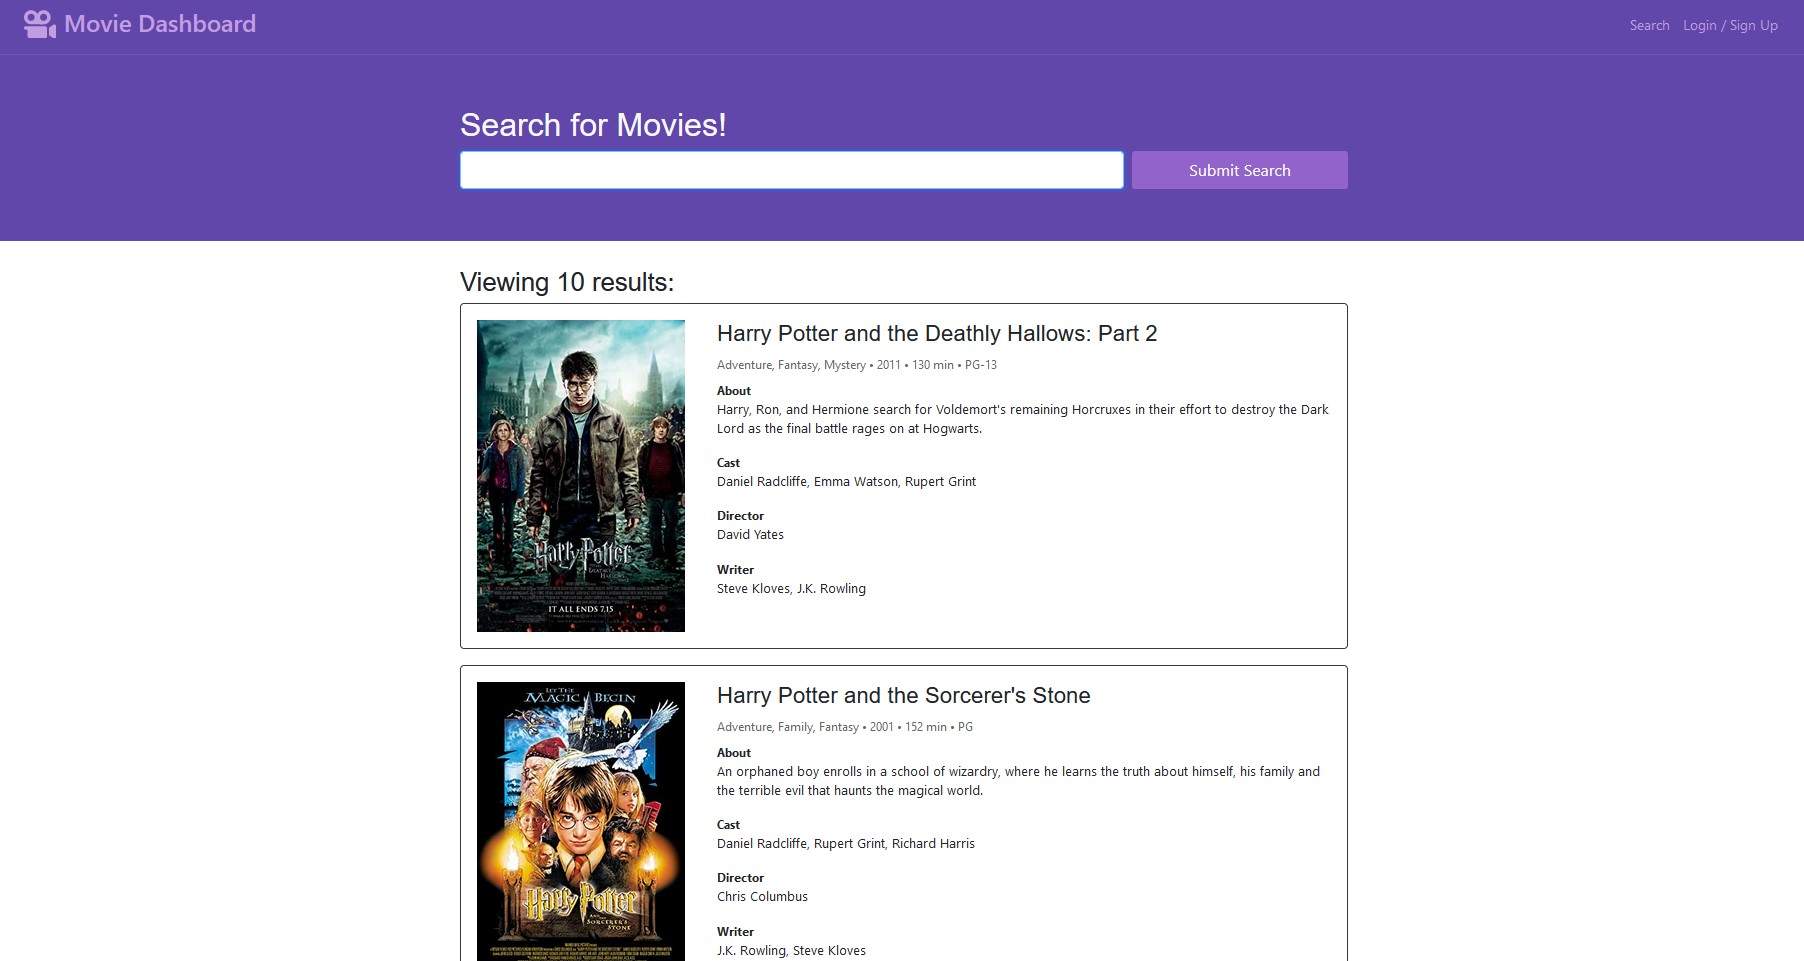 Movie Dashboard
Search
Login / Sign Up
Search for Movies!
Submit Search
Viewing 10 results:
Harry Potter and the Deathly Hallows: Part 2
Adventure, Fantasy, Mystery • 2011 • 130 min • PG-13
About
Harry, Ron, and Hermione search for Voldemort's remaining Horcruxes in their effort to destroy the Dark
Lord as the final battle rages on at Hogwarts.
Cast
Daniel Radcliffe, Emma Watson, Rupert Grint
Director
David Yates
Writer
Steve Kloves, J.K. Rowling
Harry Potter
AND THE
DEATHLY
HALLOWS
IT ALL ENDS 7.15
Harry Potter and the Sorcerer's Stone
Adventure, Family, Fantasy • 2001 • 152 min • PG
About
An orphaned boy enrolls in a school of wizardry, where he learns the truth about himself, his family and
the terrible evil that haunts the magical world.
Cast
Daniel Radcliffe, Rupert Grint, Richard Harris
Director
Chris Columbus
Writer
J.K. Rowling, Steve Kloves
LET THE
MAGIC BEGIN
Harry Potter
AND THE
SORCERER'S
STONE